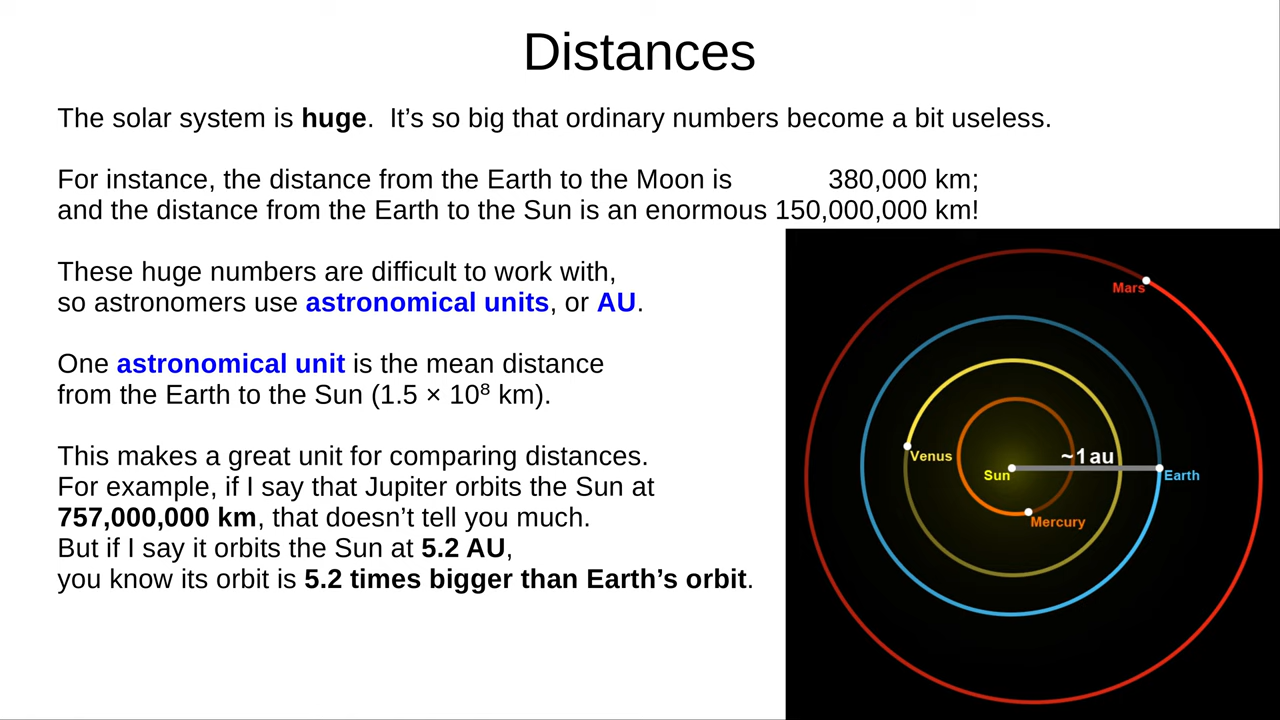 Distances
The solar system is huge.  It’s so big that ordinary numbers become a bit useless.
For instance, the distance from the Earth to the Moon is 380,000 km;
and the distance from the Earth to the Sun is an enormous 150,000,000 km!
These huge numbers are difficult to work with,
so astronomers use astronomical units, or AU.
One astronomical unit is the mean distance
from the Earth to the Sun (1.5 × 10⁸ km).
This makes a great unit for comparing distances.
For example, if I say that Jupiter orbits the Sun at
757,000,000 km, that doesn’t tell you much.
But if I say it orbits the Sun at 5.2 AU,
you know its orbit is 5.2 times bigger than Earth’s orbit.
Mars
Venus
~1 au
Sun
Earth
Mercury